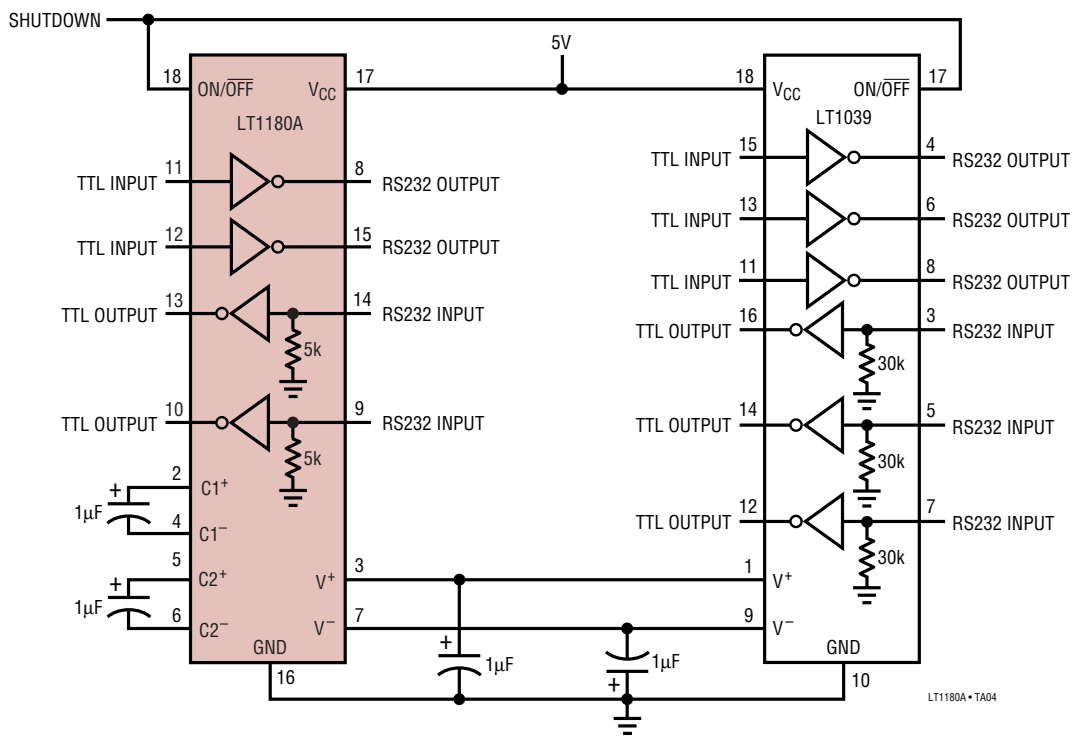 SHUTDOWN
5V
18 ON/OFF VCC 17
LT1180A
TTL INPUT 11 8 RS232 OUTPUT
TTL INPUT 12 15 RS232 OUTPUT
TTL OUTPUT 13 14 RS232 INPUT
5k
TTL OUTPUT 10 9 RS232 INPUT
5k
2 C1+
+
1µF
4 C1–
5 C2+ V+ 3
+
1µF
6 C2– V– 7
GND
16
+ 1µF
1µF
+
18 VCC ON/OFF 17
LT1039
TTL INPUT 15 4 RS232 OUTPUT
TTL INPUT 13 6 RS232 OUTPUT
TTL INPUT 11 8 RS232 OUTPUT
TTL OUTPUT 16 3 RS232 INPUT
30k
TTL OUTPUT 14 5 RS232 INPUT
30k
TTL OUTPUT 12 7 RS232 INPUT
30k
1 V+
9 V–
GND
10
LT1180A • TA04